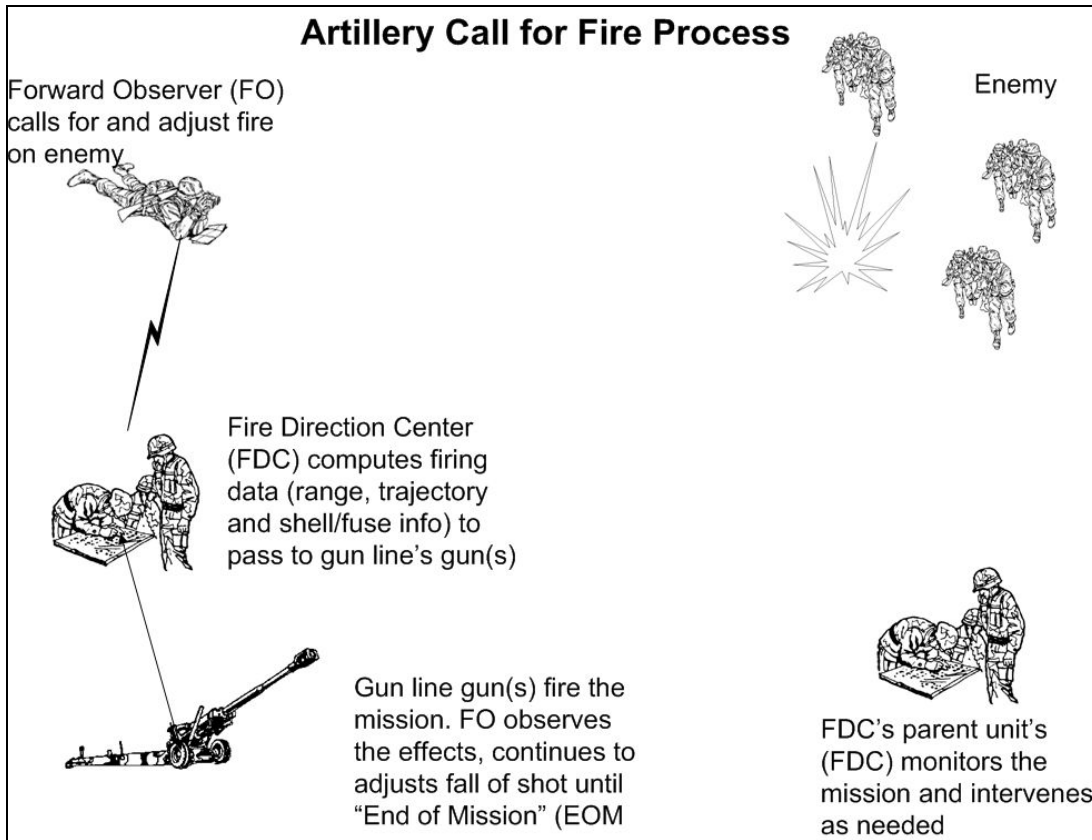 Artillery Call for Fire Process
Forward Observer (FO)
calls for and adjust fire
on enemy
Enemy
Fire Direction Center
(FDC) computes firing
data (range, trajectory
and shell/fuse info) to
pass to gun line's gun(s)
Gun line gun(s) fire the
mission. FO observes
the effects, continues to
adjusts fall of shot until
“End of Mission” (EOM
FDC's parent unit's
(FDC) monitors the
mission and intervenes
as needed